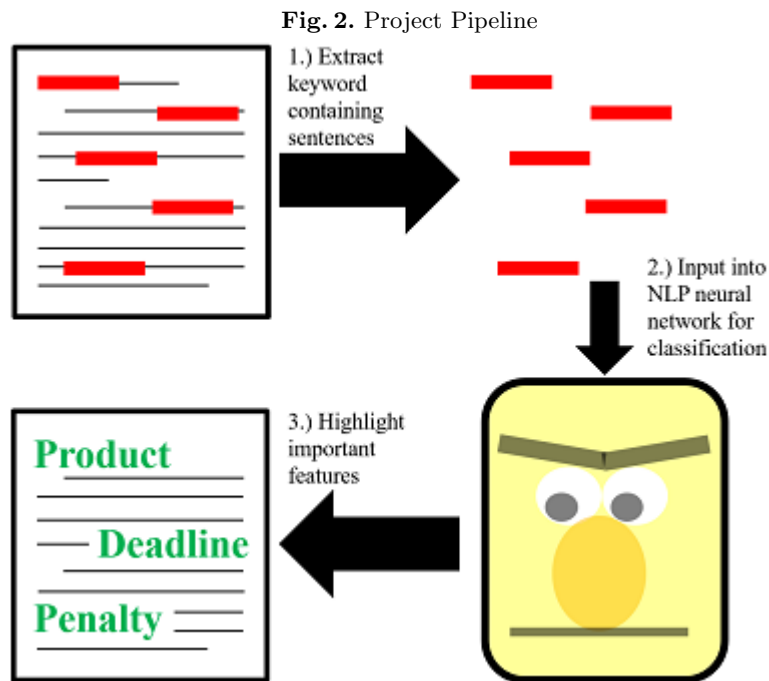 Fig. 2. Project Pipeline
1.) Extract
keyword
containing
sentences
2.) Input into
NLP neural
network for
classification
3.) Highlight
important
features
Product
Deadline
Penalty